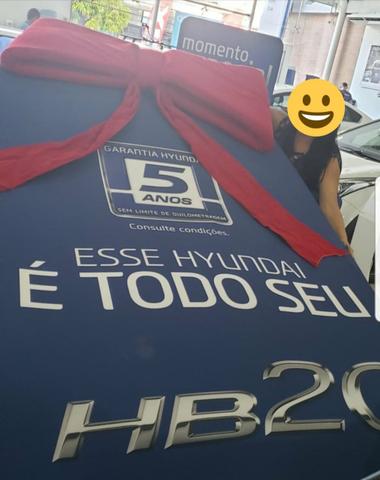 momento.
GARANTIA HYUNDAI
5
ANOS
SEM LIMITE DE QUILOMETRAGEM
Consulte condições.
ESSE HYUNDAI
É TODO SEU
HB20